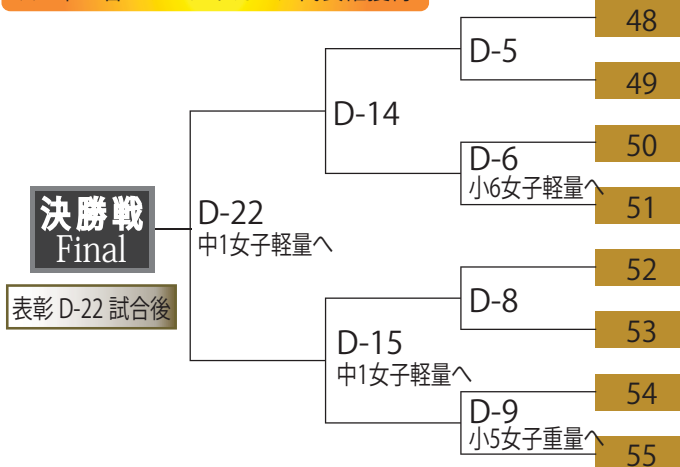 48
D-5
49
D-14
50
D-6
小6女子軽量へ
51
決勝戦
Final
D-22
中1女子軽量へ
表彰 D-22 試合後
52
D-8
53
D-15
中1女子軽量へ
54
D-9
小5女子重量へ
55